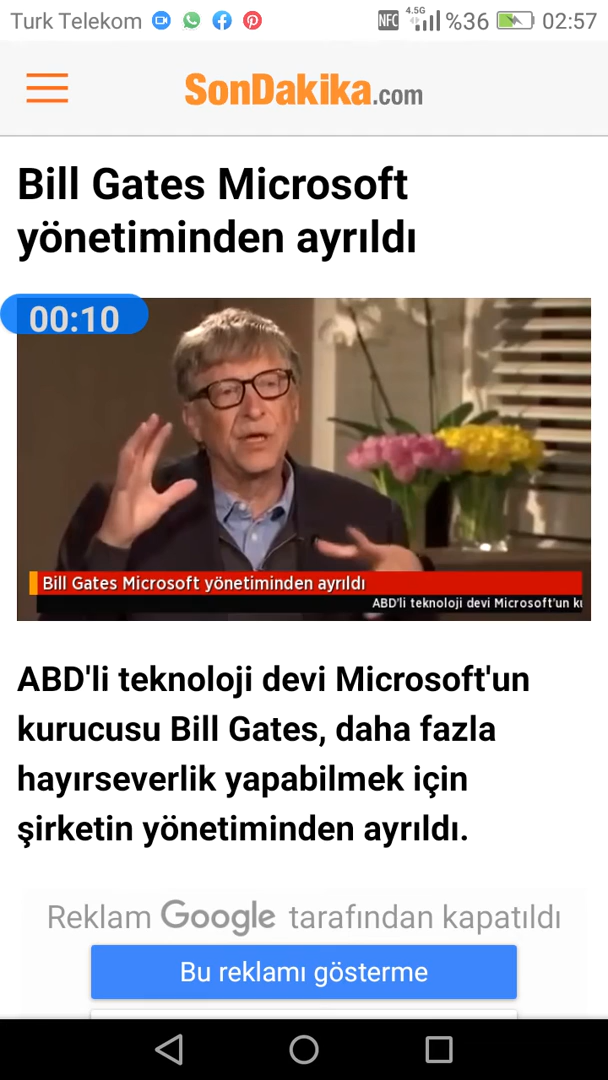 Turk Telekom
NFC 4.5G %36 02:57
SonDakika.com
Bill Gates Microsoft
yönetiminden ayrıldı
00:10
Bill Gates Microsoft yönetiminden ayrıldı
ABD'li teknoloji devi Microsoft'un
ABD'li teknoloji devi Microsoft'un
kurucusu Bill Gates, daha fazla
hayırseverlik yapabilmek için
şirketin yönetiminden ayrıldı.
Reklam Google tarafından kapatıldı
Bu reklamı gösterme